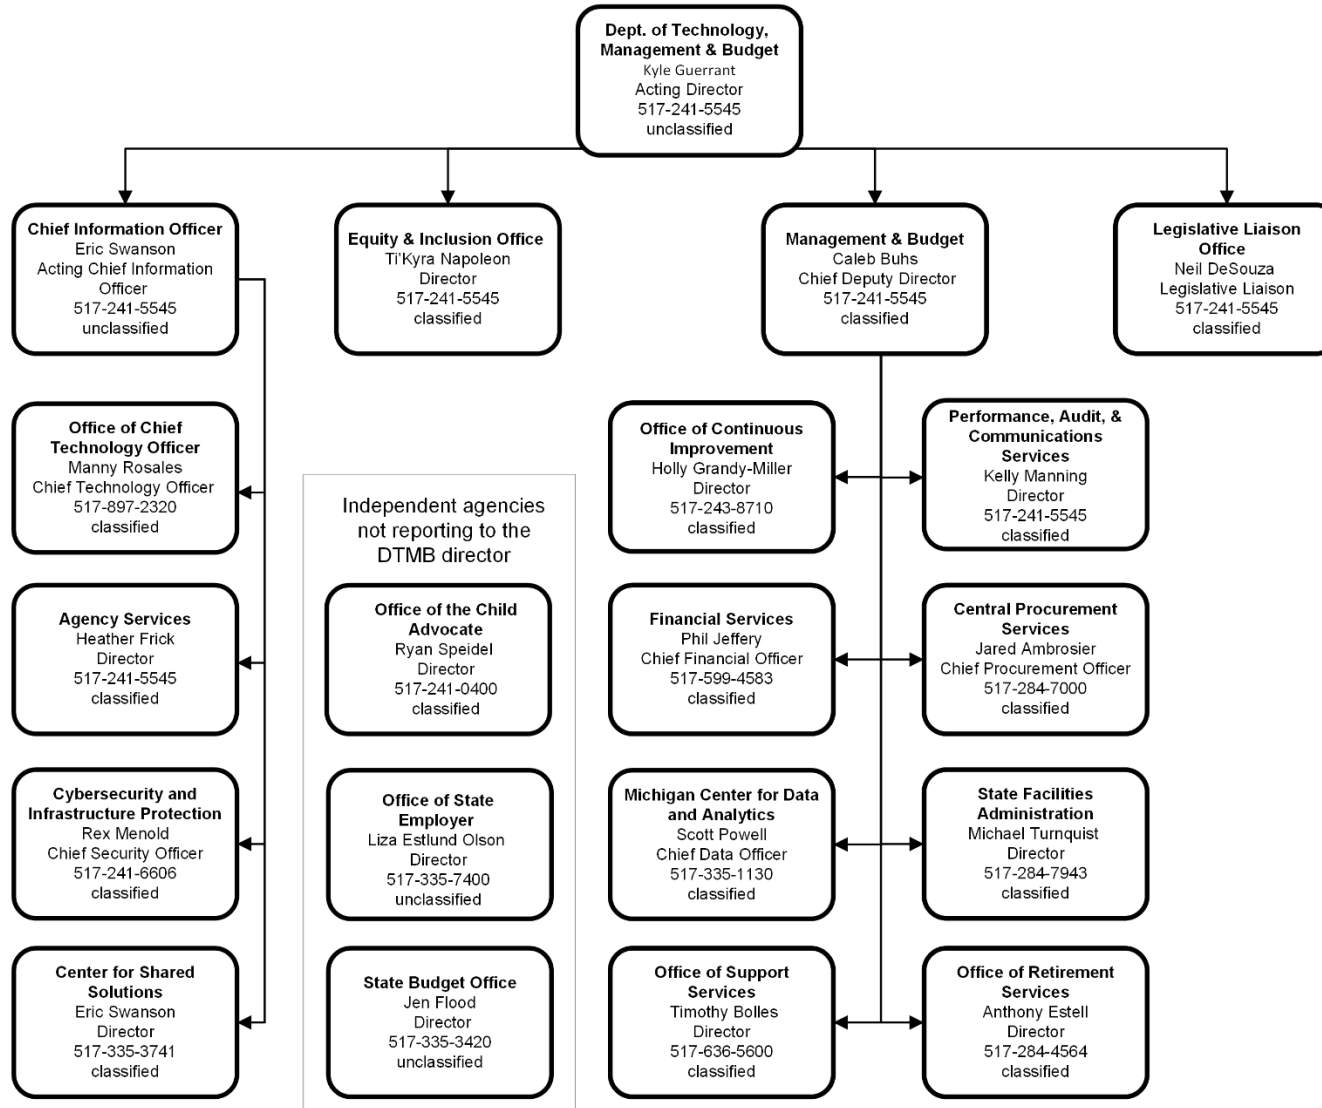 Dept. of Technology,
Management & Budget
Kyle Guerrant
Acting Director
517-241-5545
unclassified
Chief Information Officer
Eric Swanson
Acting Chief Information
Officer
517-241-5545
unclassified
Equity & Inclusion Office
Ti'Kyra Napoleon
Director
517-241-5545
classified
Management & Budget
Caleb Buhs
Chief Deputy Director
517-241-5545
classified
Legislative Liaison
Office
Neil DeSouza
Legislative Liaison
517-241-5545
classified
Office of Chief
Technology Officer
Manny Rosales
Chief Technology Officer
517-897-2320
classified
Agency Services
Heather Frick
Director
517-241-5545
classified
Cybersecurity and
Infrastructure Protection
Rex Menold
Chief Security Officer
517-241-6606
classified
Center for Shared
Solutions
Eric Swanson
Director
517-335-3741
classified
Independent agencies
not reporting to the
DTMB director
Office of the Child
Advocate
Ryan Speidel
Director
517-241-0400
classified
Office of State
Employer
Liza Estlund Olson
Director
517-335-7400
unclassified
State Budget Office
Jen Flood
Director
517-335-3420
unclassified
Office of Continuous
Improvement
Holly Grandy-Miller
Director
517-243-8710
classified
Performance, Audit, &
Communications
Services
Kelly Manning
Director
517-241-5545
classified
Financial Services
Phil Jeffery
Chief Financial Officer
517-599-4583
classified
Central Procurement
Services
Jared Ambrosier
Chief Procurement Officer
517-284-7000
classified
Michigan Center for Data
and Analytics
Scott Powell
Chief Data Officer
517-335-1130
classified
State Facilities
Administration
Michael Turnquist
Director
517-284-7943
classified
Office of Support
Services
Timothy Bolles
Director
517-636-5600
classified
Office of Retirement
Services
Anthony Estell
Director
517-284-4564
classified